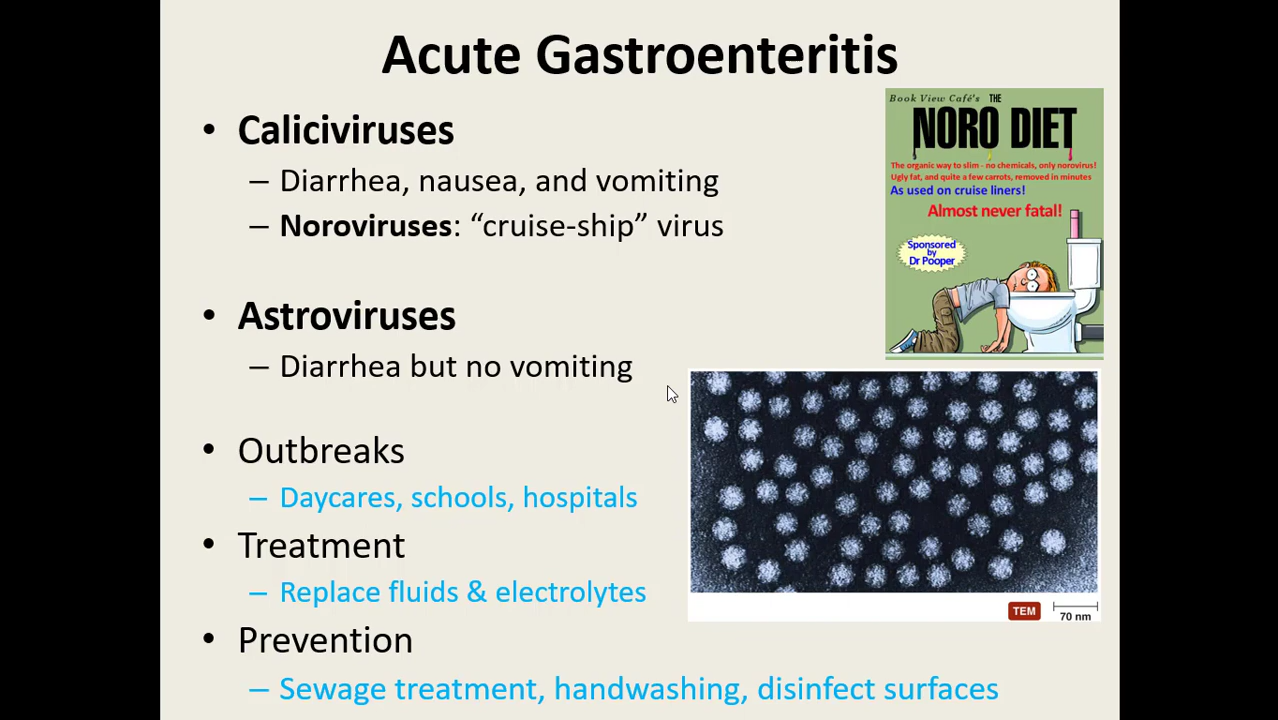 Acute Gastroenteritis
• Caliciviruses
– Diarrhea, nausea, and vomiting
– Noroviruses: “cruise-ship” virus
• Astroviruses
– Diarrhea but no vomiting
• Outbreaks
– Daycares, schools, hospitals
• Treatment
– Replace fluids & electrolytes
• Prevention
– Sewage treatment, handwashing, disinfect surfaces
Book View Café's THE
NORO DIET
The organic way to slim - no chemicals, only norovirus!
Ugly fat, and quite a few carrots, removed in minutes
As used on cruise liners!
Almost never fatal!
Sponsored
by
Dr Pooper
TEM
70 nm